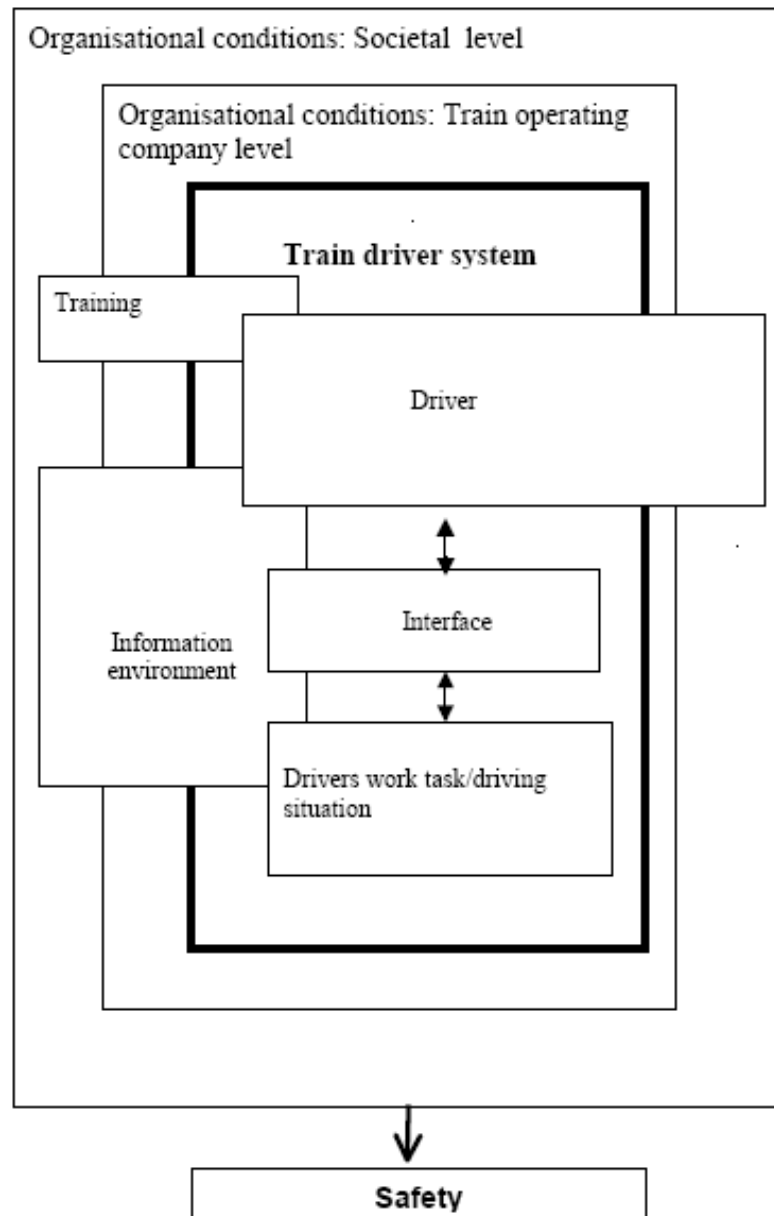 Organisational conditions: Societal level
Organisational conditions: Train operating
company level
Train driver system
Training
Driver
Interface
Information
environment
Drivers work task/driving
situation
Safety